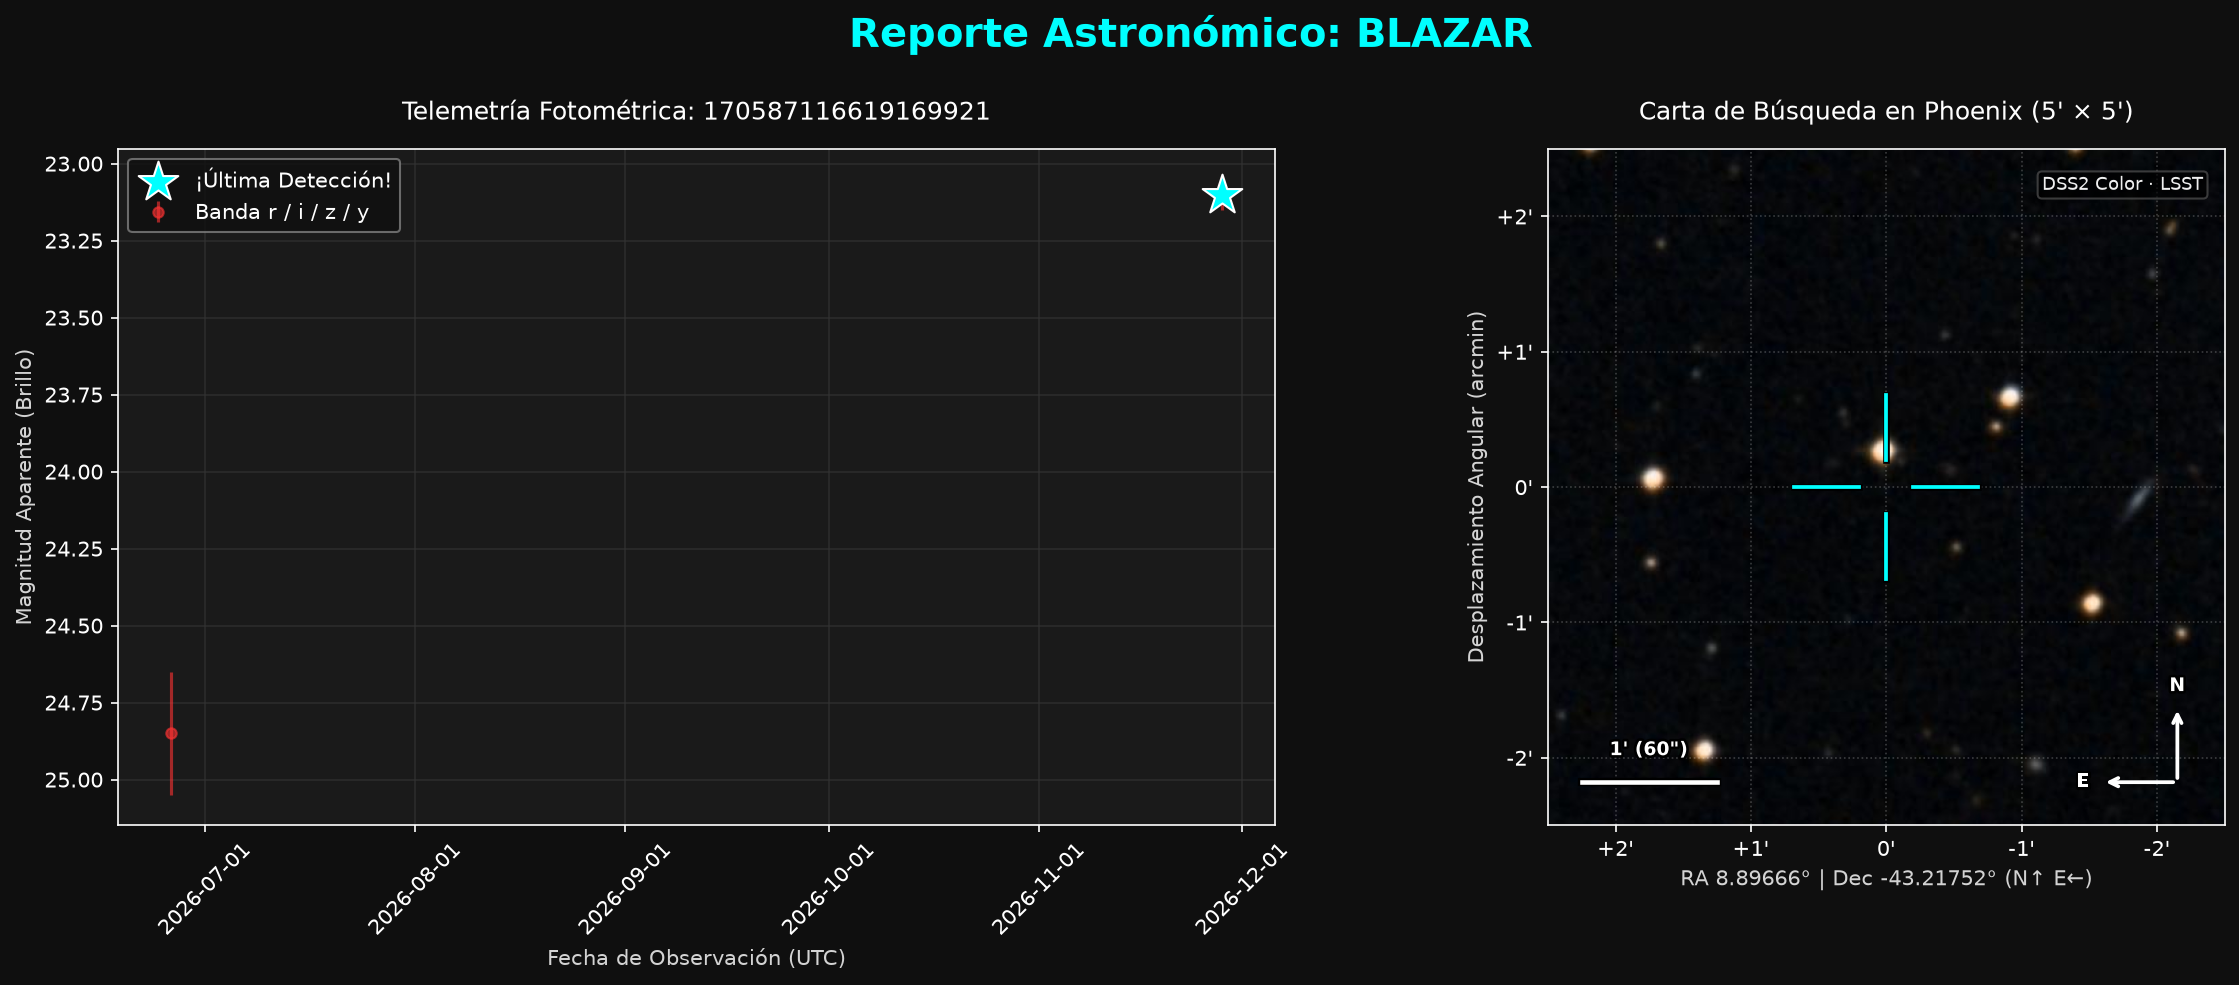 Reporte Astronómico: BLAZAR
Telemetría Fotométrica: 170587116619169921
¡Última Detección!
Banda r / i / z / y
Magnitud Aparente (Brillo)
23.00
23.25
23.50
23.75
24.00
24.25
24.50
24.75
25.00
2026-07-01
2026-08-01
2026-09-01
2026-10-01
2026-11-01
2026-12-01
Fecha de Observación (UTC)
Carta de Búsqueda en Phoenix (5' × 5')
DSS2 Color · LSST
Desplazamiento Angular (arcmin)
+2'
+1'
0'
-1'
-2'
N
E
1' (60")
+2'
+1'
0'
-1'
-2'
RA 8.89666° | Dec -43.21752° (N↑ E←)